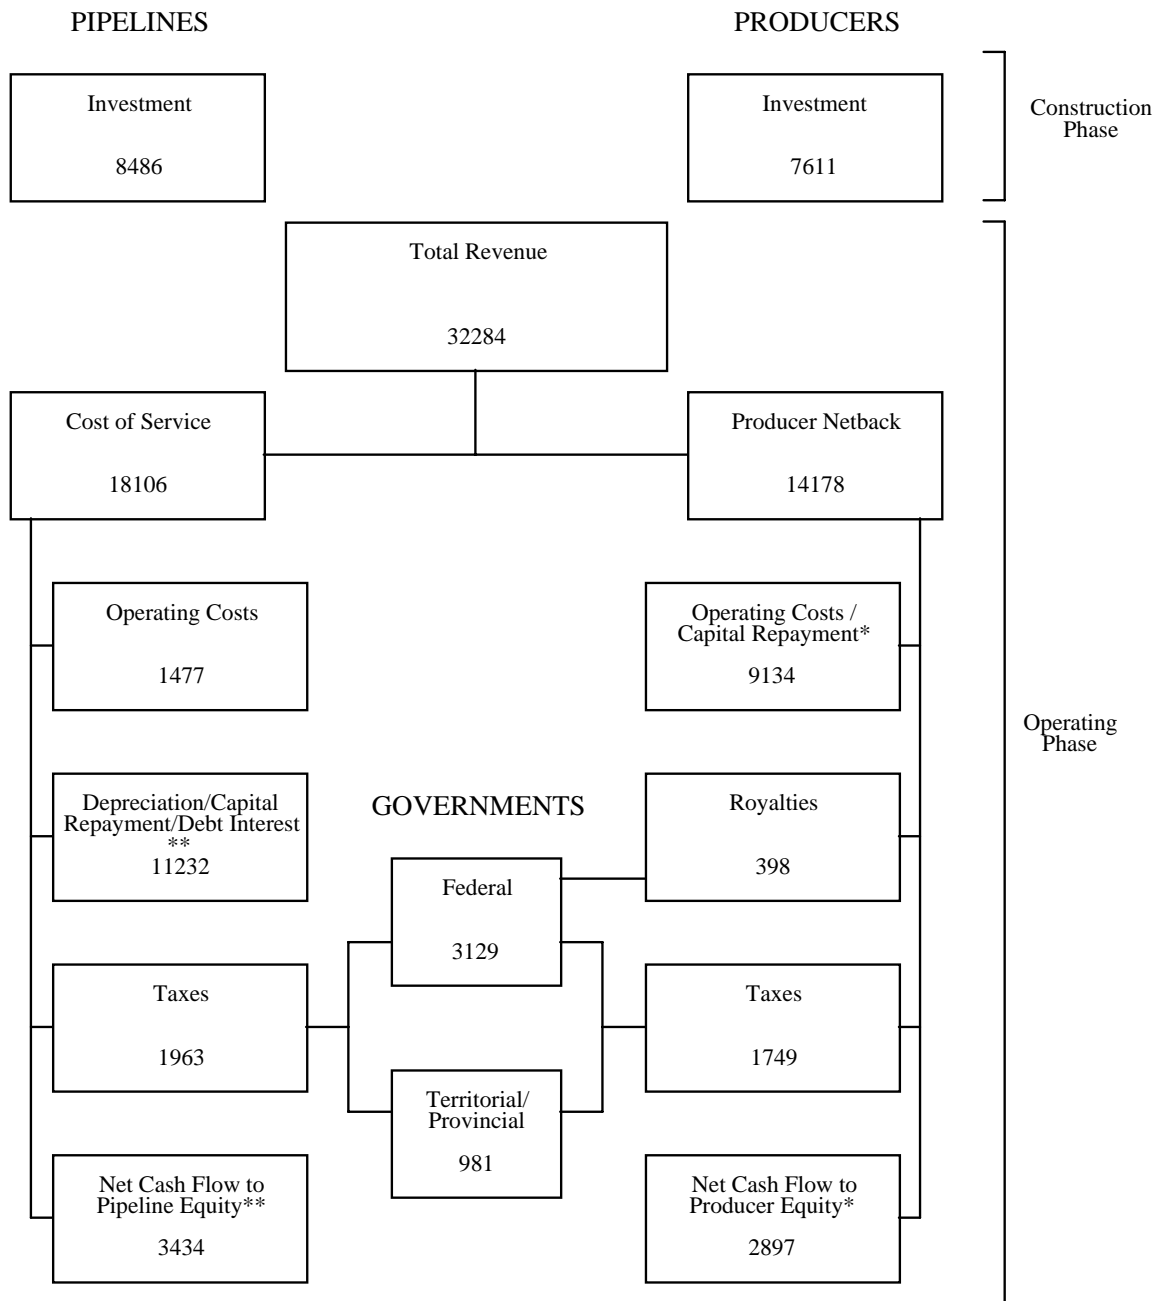 PIPELINES
PRODUCERS
Investment
8486
Investment
7611
Construction
Phase
Total Revenue
32284
Cost of Service
18106
Producer Netback
14178
Operating Costs
1477
Operating Costs /
Capital Repayment*
9134
Operating
Phase
Depreciation/Capital
Repayment/Debt Interest
**
11232
GOVERNMENTS
Royalties
398
Federal
3129
Taxes
1963
Taxes
1749
Territorial/
Provincial
981
Net Cash Flow to
Pipeline Equity**
3434
Net Cash Flow to
Producer Equity*
2897